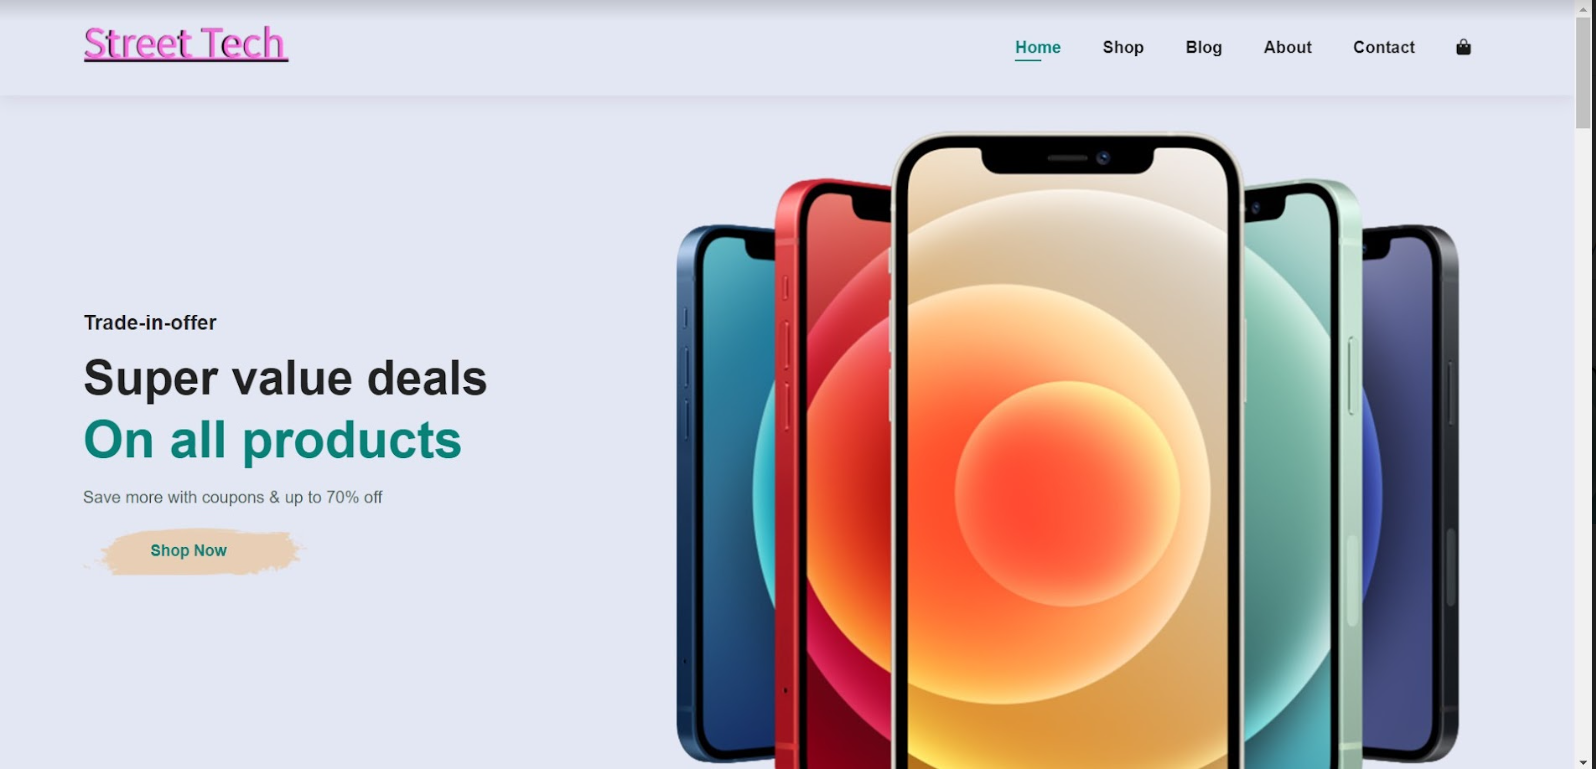 Street Tech
Home Shop Blog About Contact
Trade-in-offer
Super value deals
On all products
Save more with coupons & up to 70% off
Shop Now